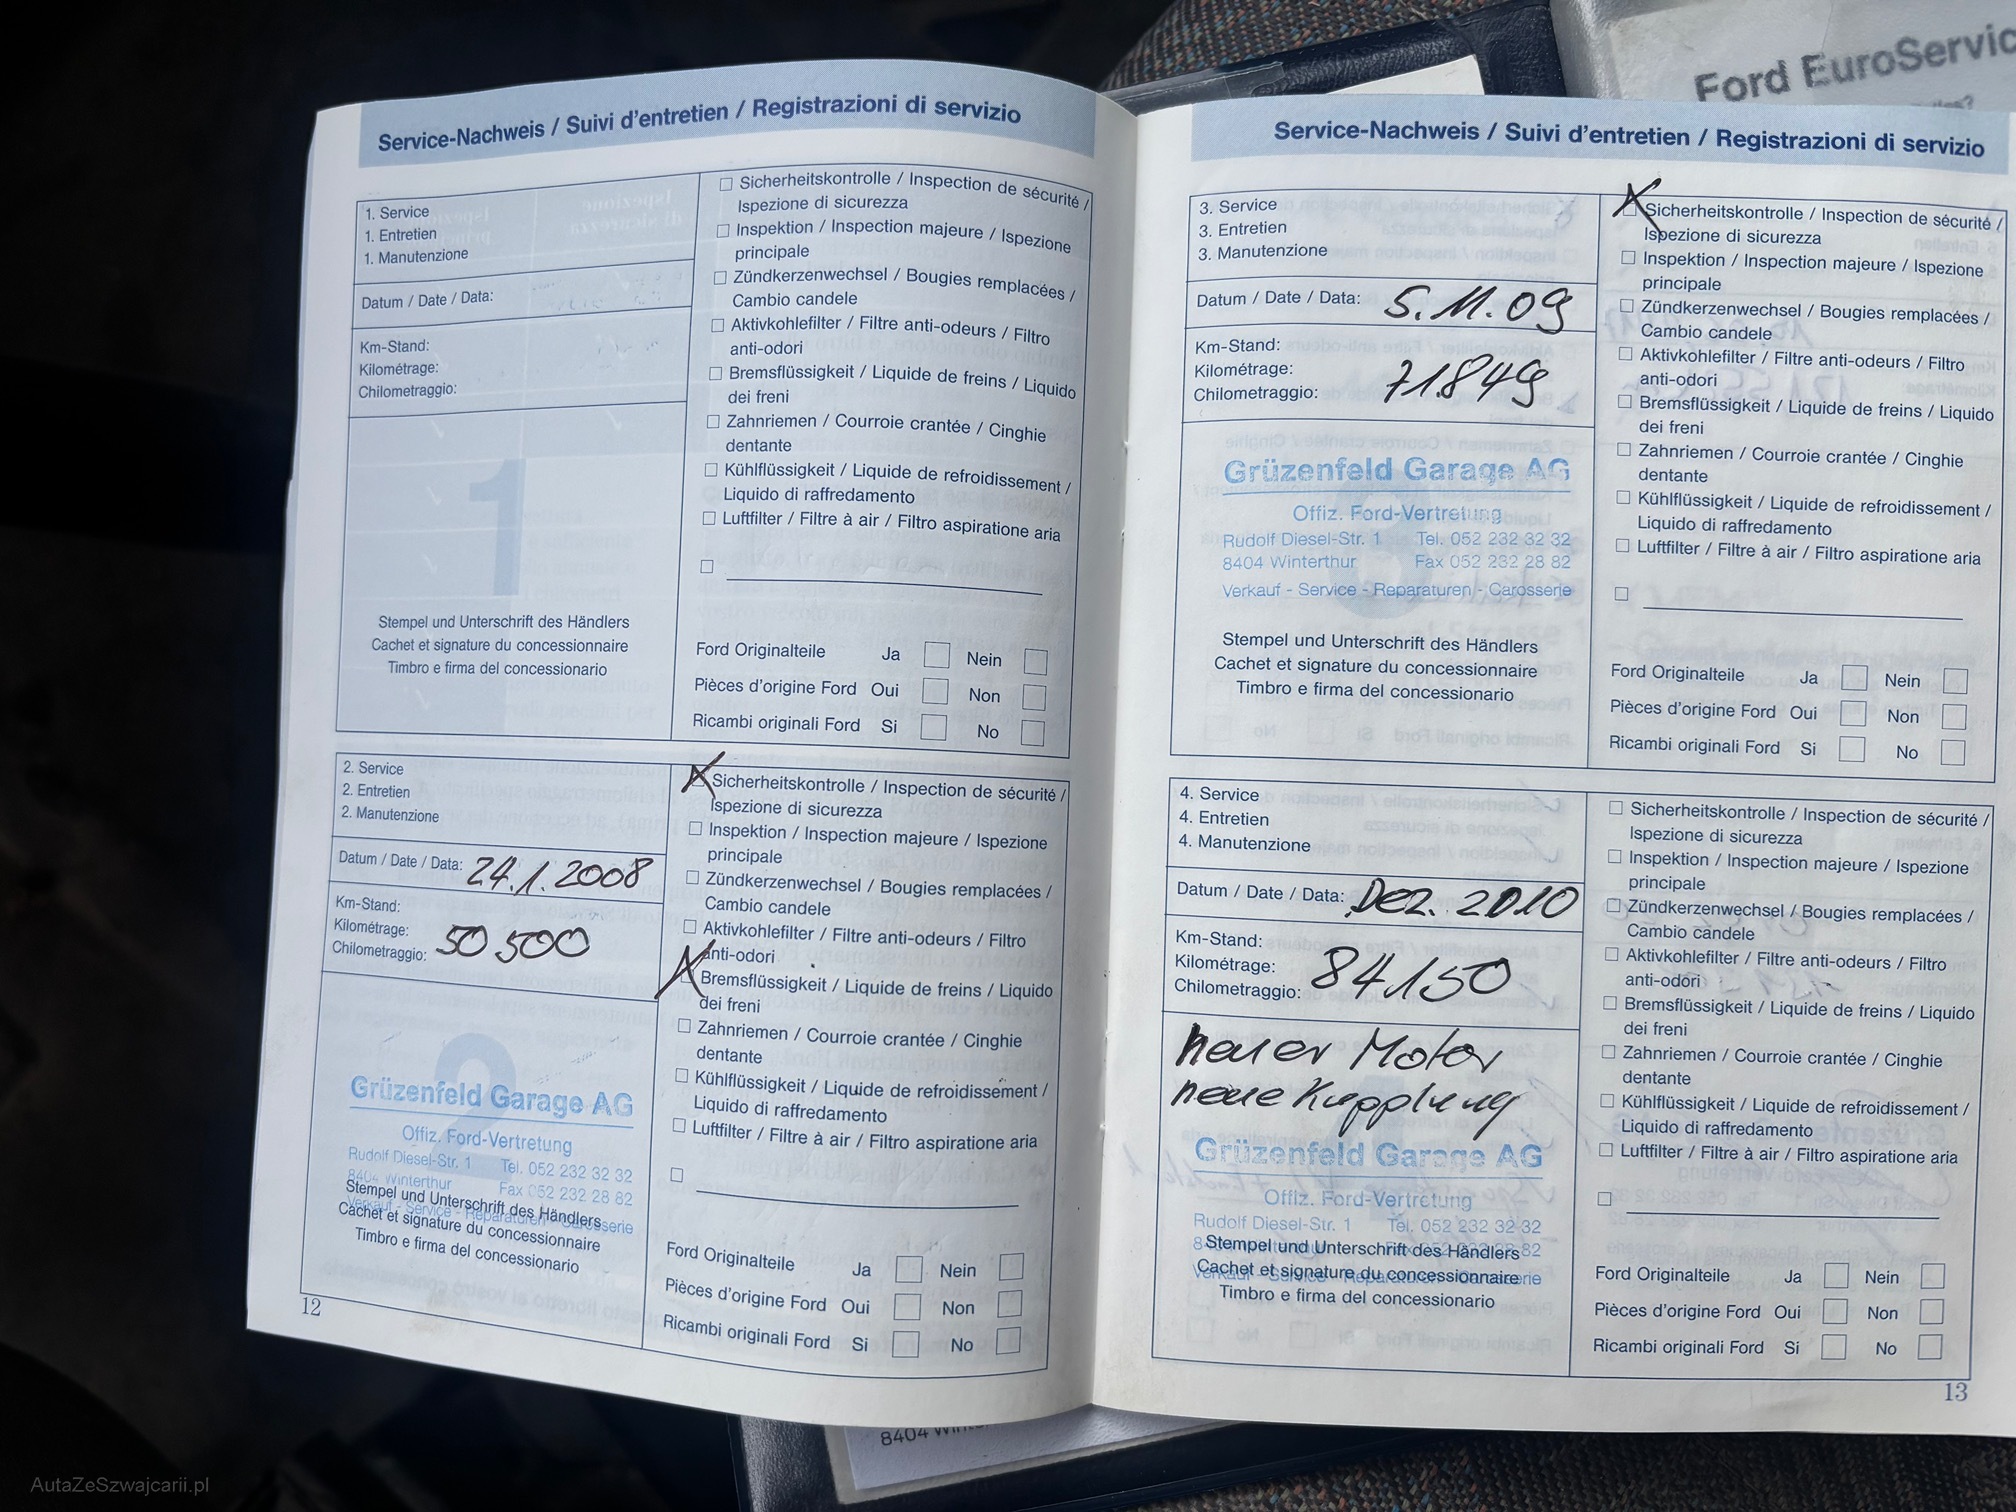 Ford EuroServic
Service-Nachweis / Suivi d'entretien / Registrazioni di servizio
1. Service
1. Entretien
1. Manutenzione
Datum / Date / Data:
Km-Stand:
Kilométrage:
Chilometraggio:
1
Stempel und Unterschrift des Händlers
Cachet et signature du concessionnaire
Timbro e firma del concessionario
Sicherheitskontrolle / Inspection de sécurité /
Ispezione di sicurezza
Inspektion / Inspection majeure / Ispezione
principale
Zündkerzenwechsel / Bougies remplacées /
Cambio candele
Aktivkohlefilter / Filtre anti-odeurs / Filtro
anti-odori
Bremsflüssigkeit / Liquide de freins / Liquido
dei freni
Zahnriemen / Courroie crantée / Cinghie
dentante
Kühlflüssigkeit / Liquide de refroidissement /
Liquido di raffredamento
Luftfilter / Filtre à air / Filtro aspiratione aria
Ford Originalteile Ja Nein
Pièces d'origine Ford Oui Non
Ricambi originali Ford Si No
2. Service
2. Entretien
2. Manutenzione
Datum / Date / Data: 24.1.2008
Km-Stand:
Kilométrage:
Chilometraggio: 50 500
2
Grüzenfeld Garage AG
Offiz. Ford-Vertretung
Rudolf Diesel-Str. 1 Tel. 052 232 32 32
8404 Winterthur Fax 052 232 28 82
Verkauf - Service - Reparaturen - Carosserie
Stempel und Unterschrift des Händlers
Cachet et signature du concessionnaire
Timbro e firma del concessionario
Sicherheitskontrolle / Inspection de sécurité /
Ispezione di sicurezza
Inspektion / Inspection majeure / Ispezione
principale
Zündkerzenwechsel / Bougies remplacées /
Cambio candele
Aktivkohlefilter / Filtre anti-odeurs / Filtro
anti-odori
Bremsflüssigkeit / Liquide de freins / Liquido
dei freni
Zahnriemen / Courroie crantée / Cinghie
dentante
Kühlflüssigkeit / Liquide de refroidissement /
Liquido di raffredamento
Luftfilter / Filtre à air / Filtro aspiratione aria
Ford Originalteile Ja Nein
Pièces d'origine Ford Oui Non
Ricambi originali Ford Si No
12
Service-Nachweis / Suivi d'entretien / Registrazioni di servizio
3. Service
3. Entretien
3. Manutenzione
Datum / Date / Data: 5.11.09
Km-Stand:
Kilométrage:
Chilometraggio: 71.849
3
Grüzenfeld Garage AG
Offiz. Ford-Vertretung
Rudolf Diesel-Str. 1 Tel. 052 232 32 32
8404 Winterthur Fax 052 232 28 82
Verkauf - Service - Reparaturen - Carosserie
Stempel und Unterschrift des Händlers
Cachet et signature du concessionnaire
Timbro e firma del concessionario
Sicherheitskontrolle / Inspection de sécurité /
Ispezione di sicurezza
Inspektion / Inspection majeure / Ispezione
principale
Zündkerzenwechsel / Bougies remplacées /
Cambio candele
Aktivkohlefilter / Filtre anti-odeurs / Filtro
anti-odori
Bremsflüssigkeit / Liquide de freins / Liquido
dei freni
Zahnriemen / Courroie crantée / Cinghie
dentante
Kühlflüssigkeit / Liquide de refroidissement /
Liquido di raffredamento
Luftfilter / Filtre à air / Filtro aspiratione aria
Ford Originalteile Ja Nein
Pièces d'origine Ford Oui Non
Ricambi originali Ford Si No
4. Service
4. Entretien
4. Manutenzione
Datum / Date / Data: Dez. 2010
Km-Stand:
Kilométrage:
Chilometraggio: 84150
neuer Motor
neue Kupplung
Grüzenfeld Garage AG
Offiz. Ford-Vertretung
Rudolf Diesel-Str. 1 Tel. 052 232 32 32
Stempel und Unterschrift des Händlers
Cachet et signature du concessionnaire
Timbro e firma del concessionario
Sicherheitskontrolle / Inspection de sécurité /
Ispezione di sicurezza
Inspektion / Inspection majeure / Ispezione
principale
Zündkerzenwechsel / Bougies remplacées /
Cambio candele
Aktivkohlefilter / Filtre anti-odeurs / Filtro
anti-odori
Bremsflüssigkeit / Liquide de freins / Liquido
dei freni
Zahnriemen / Courroie crantée / Cinghie
dentante
Kühlflüssigkeit / Liquide de refroidissement /
Liquido di raffredamento
Luftfilter / Filtre à air / Filtro aspiratione aria
Ford Originalteile Ja Nein
Pièces d'origine Ford Oui Non
Ricambi originali Ford Si No
13
8404
AutaZeSzwajcarii.pl